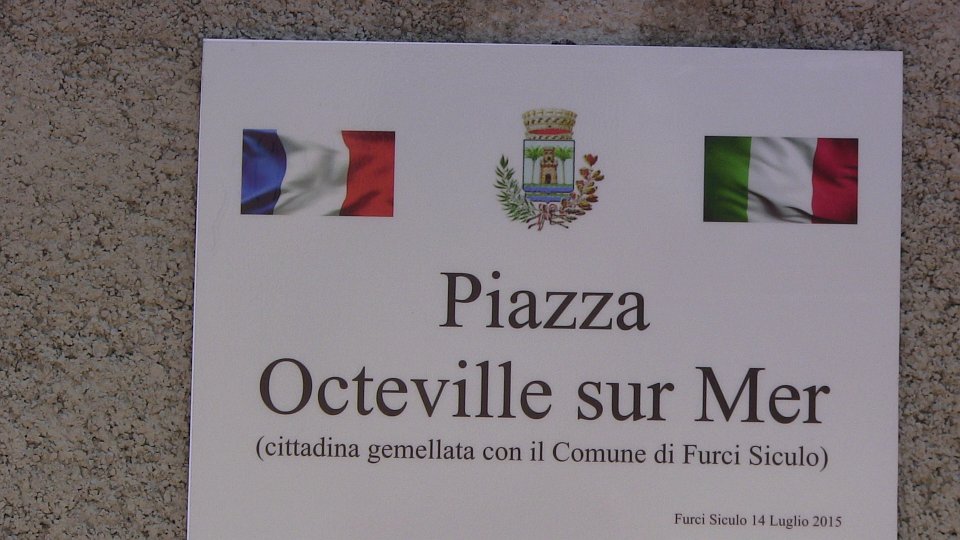 Piazza
Octeville sur Mer
(cittadina gemellata con il Comune di Furci Siculo)
Furci Siculo 14 Luglio 2015